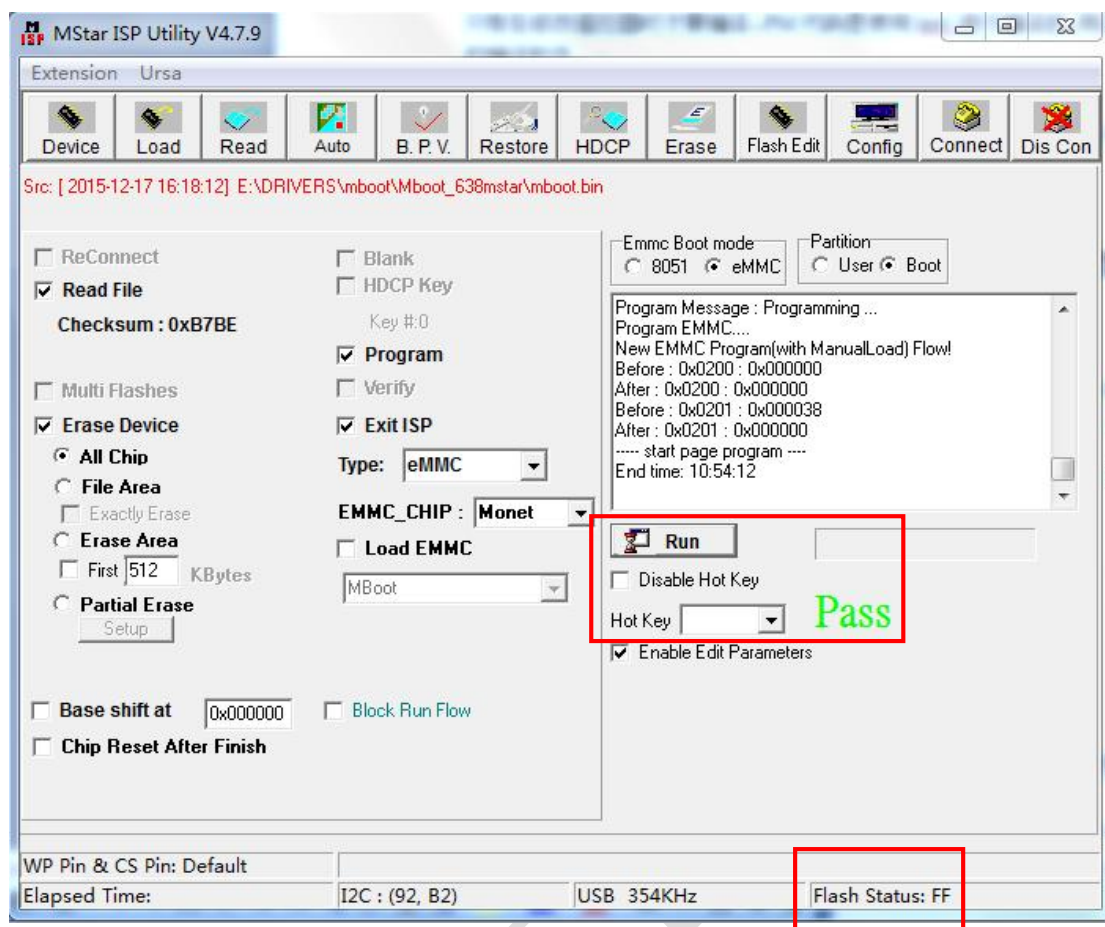 MStar ISP Utility V4.7.9
Extension Ursa
Device Load Read Auto B. P. V. Restore HDCP Erase Flash Edit Config Connect Dis Con
Src: [ 2015-12-17 16:18:12] E:\DRIVERS\mboot\Mboot_638mstar\mboot.bin
ReConnect
Read File
Checksum : 0xB7BE
Multi Flashes
Erase Device
All Chip
File Area
Exactly Erase
Erase Area
First 512 KBytes
Partial Erase
Setup
Base shift at 0x000000
Chip Reset After Finish
Blank
HDCP Key
Key #:0
Program
Verify
Exit ISP
Type: eMMC
EMMC_CHIP : Monet
Load EMMC
MBoot
Block Run Flow
Emmc Boot mode
8051 eMMC
Partition
User Boot
Program Message : Programming ...
Program EMMC....
New EMMC Program(with ManualLoad) Flow!
Before : 0x0200 : 0x000000
After : 0x0200 : 0x000000
Before : 0x0201 : 0x000038
After : 0x0201 : 0x000000
----- start page program ----
End time: 10:54:12
Run
Disable Hot Key
Hot Key
Pass
Enable Edit Parameters
WP Pin & CS Pin: Default
Elapsed Time: I2C : (92, B2) USB 354KHz Flash Status: FF